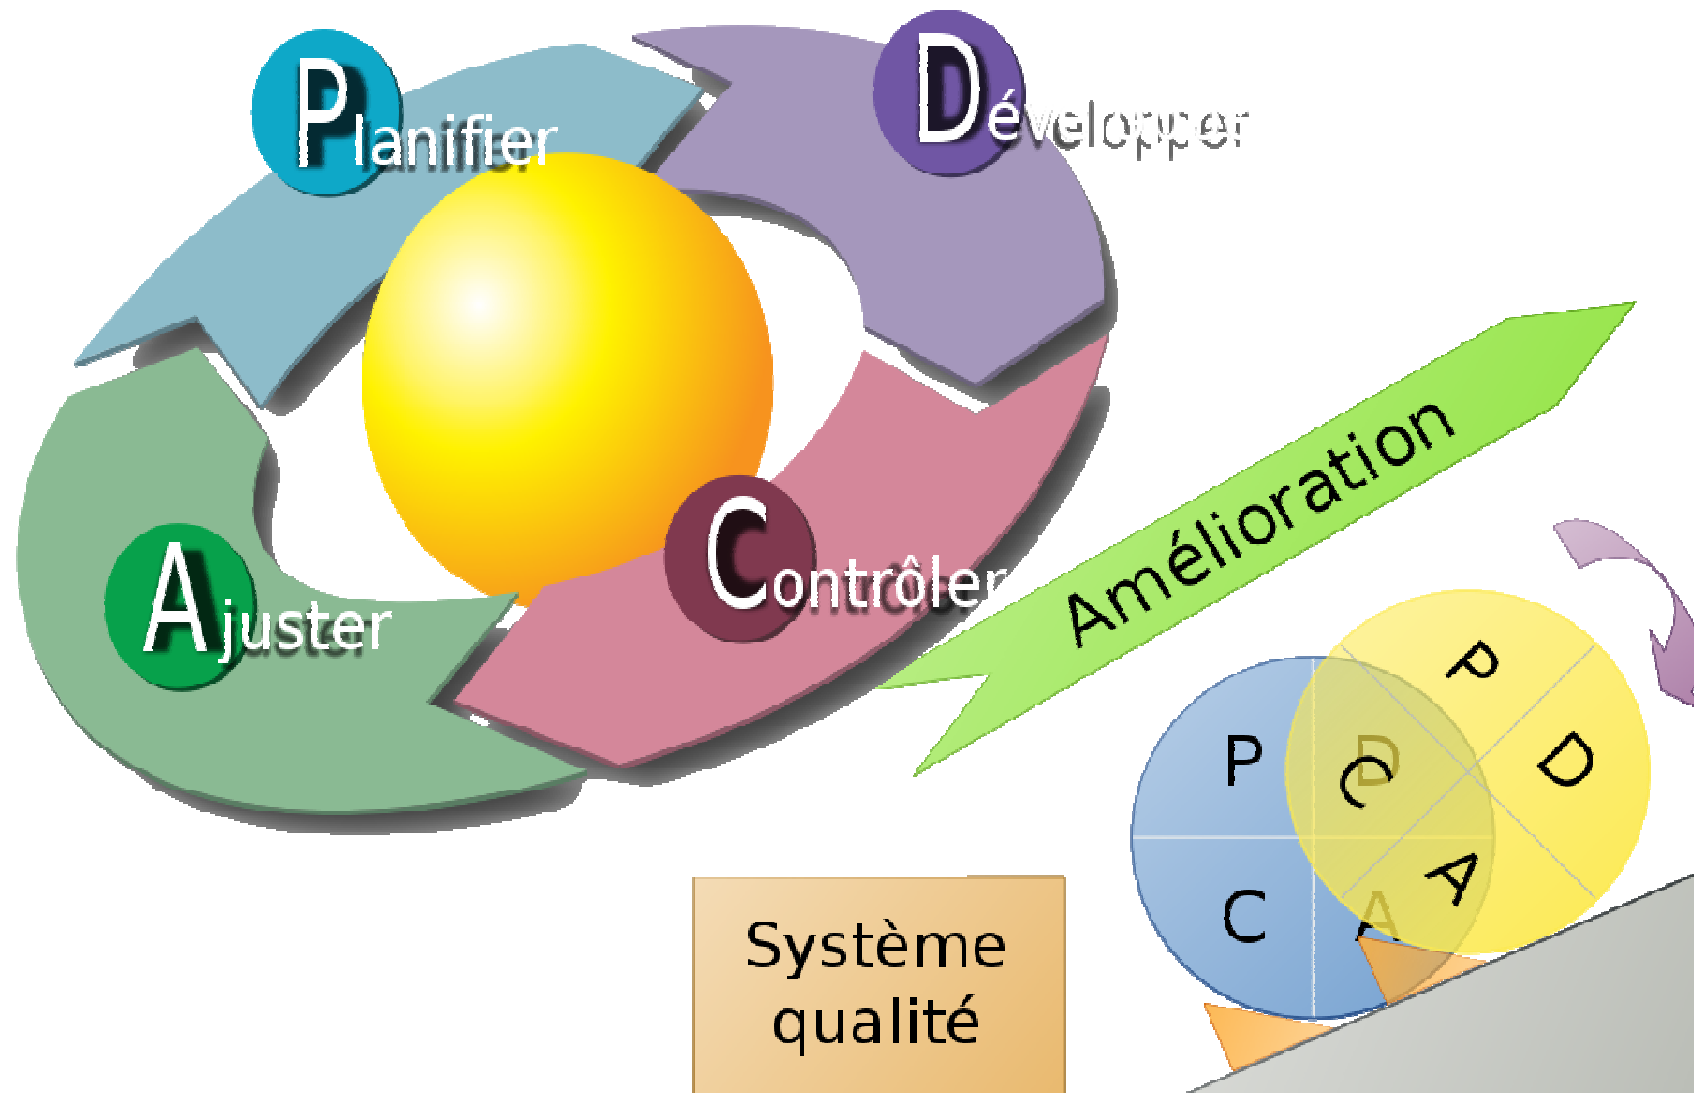 Planifier
Développer
Contrôler
Ajuster
Amélioration
P
D
C
A
P
D
C
A
Système
qualité